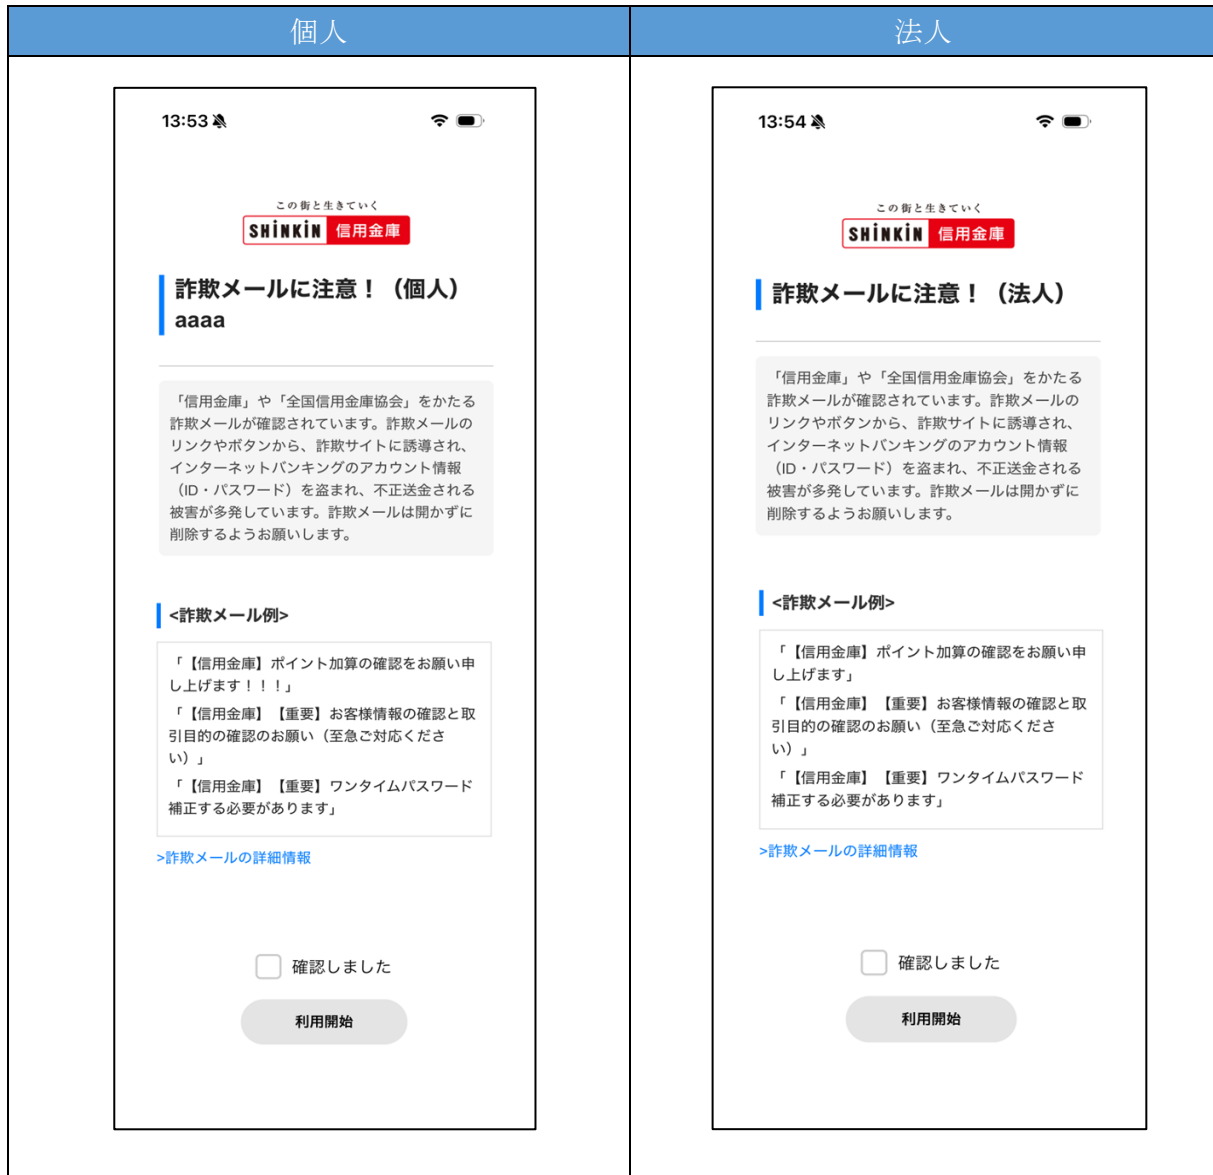 個人
13:53
この街と生きていく
SHINKIN 信用金庫
詐欺メールに注意！（個人）
aaaa
「信用金庫」や「全国信用金庫協会」をかたる
詐欺メールが確認されています。詐欺メールの
リンクやボタンから、詐欺サイトに誘導され、
インターネットバンキングのアカウント情報
（ID・パスワード）を盗まれ、不正送金される
被害が多発しています。詐欺メールは開かずに
削除するようお願いします。
<詐欺メール例>
「【信用金庫】ポイント加算の確認をお願い申
し上げます！！！」
「【信用金庫】【重要】お客様情報の確認と取
引目的の確認のお願い（至急ご対応くださ
い）」
「【信用金庫】【重要】ワンタイムパスワード
補正する必要があります」
>詐欺メールの詳細情報
確認しました
利用開始
法人
13:54
この街と生きていく
SHINKIN 信用金庫
詐欺メールに注意！（法人）
「信用金庫」や「全国信用金庫協会」をかたる
詐欺メールが確認されています。詐欺メールの
リンクやボタンから、詐欺サイトに誘導され、
インターネットバンキングのアカウント情報
（ID・パスワード）を盗まれ、不正送金される
被害が多発しています。詐欺メールは開かずに
削除するようお願いします。
<詐欺メール例>
「【信用金庫】ポイント加算の確認をお願い申
し上げます」
「【信用金庫】【重要】お客様情報の確認と取
引目的の確認のお願い（至急ご対応くださ
い）」
「【信用金庫】【重要】ワンタイムパスワード
補正する必要があります」
>詐欺メールの詳細情報
確認しました
利用開始